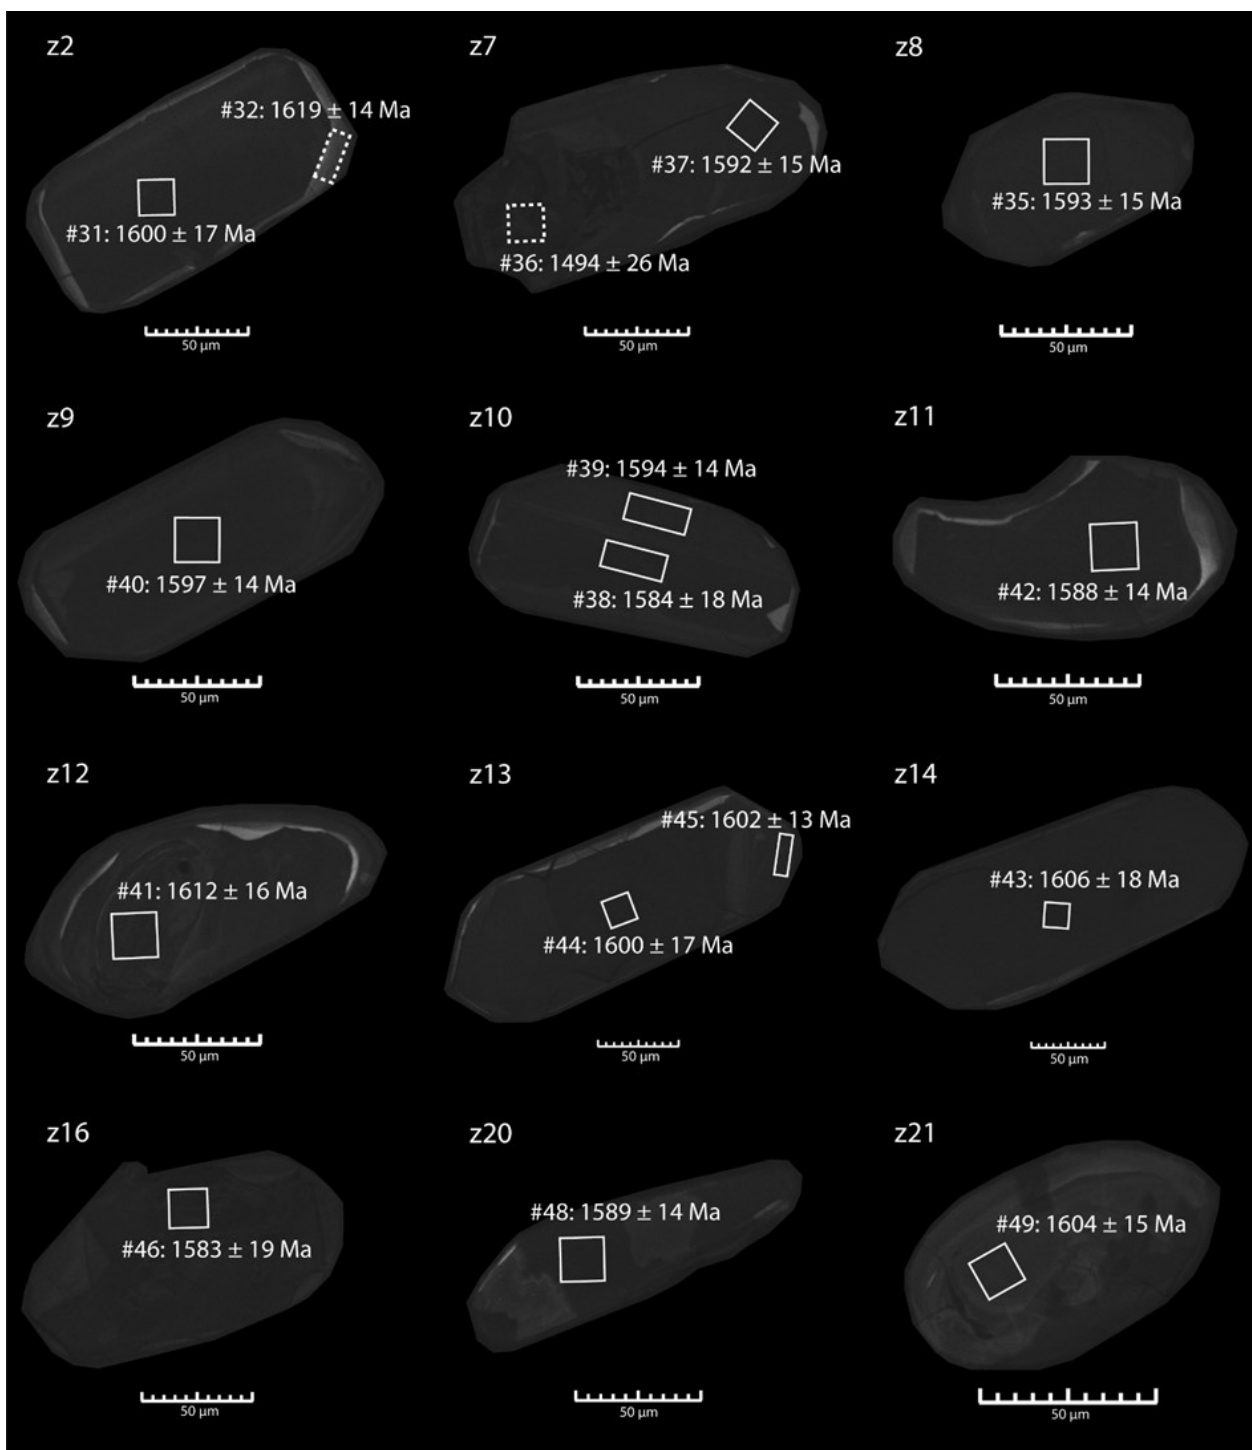 z2
#32: 1619 ± 14 Ma
#31: 1600 ± 17 Ma
50 µm
z7
#37: 1592 ± 15 Ma
#36: 1494 ± 26 Ma
50 µm
z8
#35: 1593 ± 15 Ma
50 µm
z9
#40: 1597 ± 14 Ma
50 µm
z10
#39: 1594 ± 14 Ma
#38: 1584 ± 18 Ma
50 µm
z11
#42: 1588 ± 14 Ma
50 µm
z12
#41: 1612 ± 16 Ma
50 µm
z13
#45: 1602 ± 13 Ma
#44: 1600 ± 17 Ma
50 µm
z14
#43: 1606 ± 18 Ma
50 µm
z16
#46: 1583 ± 19 Ma
50 µm
z20
#48: 1589 ± 14 Ma
50 µm
z21
#49: 1604 ± 15 Ma
50 µm